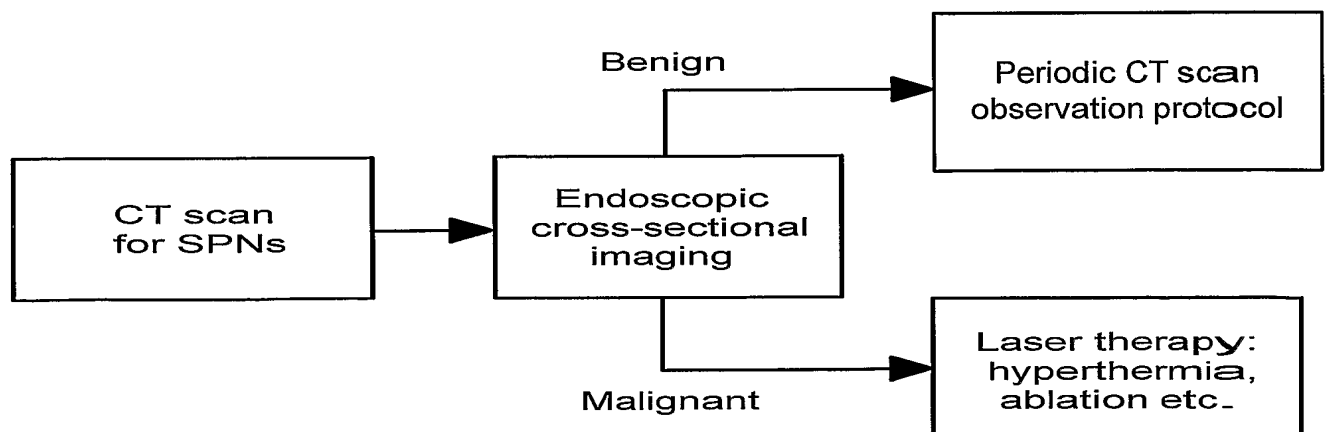 CT scan
for SPNs
Endoscopic
cross-sectional
imaging
Benign
Periodic CT scan
observation protocol
Malignant
Laser therapy:
hyperthermia,
ablation etc.